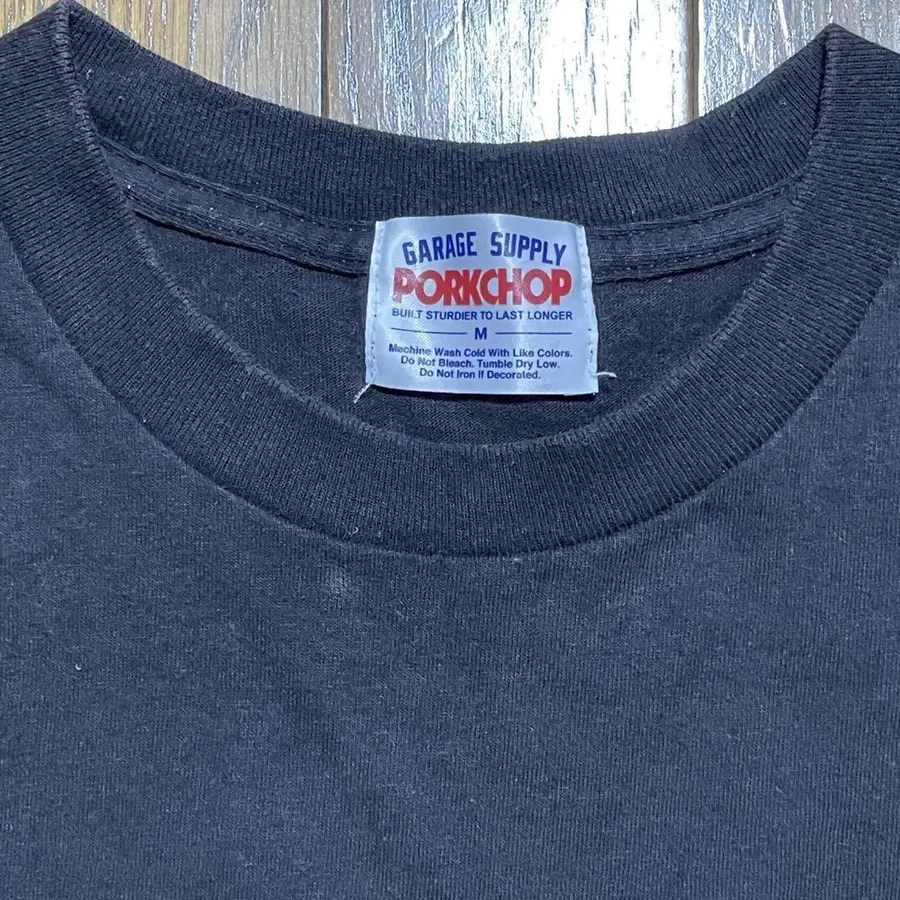 GARAGE SUPPLY
PORKCHOP
BUILT STURDIER TO LAST LONGER
M
Machine Wash Cold With Like Colors.
Do Not Bleach. Tumble Dry Low.
Do Not Iron If Decorated.